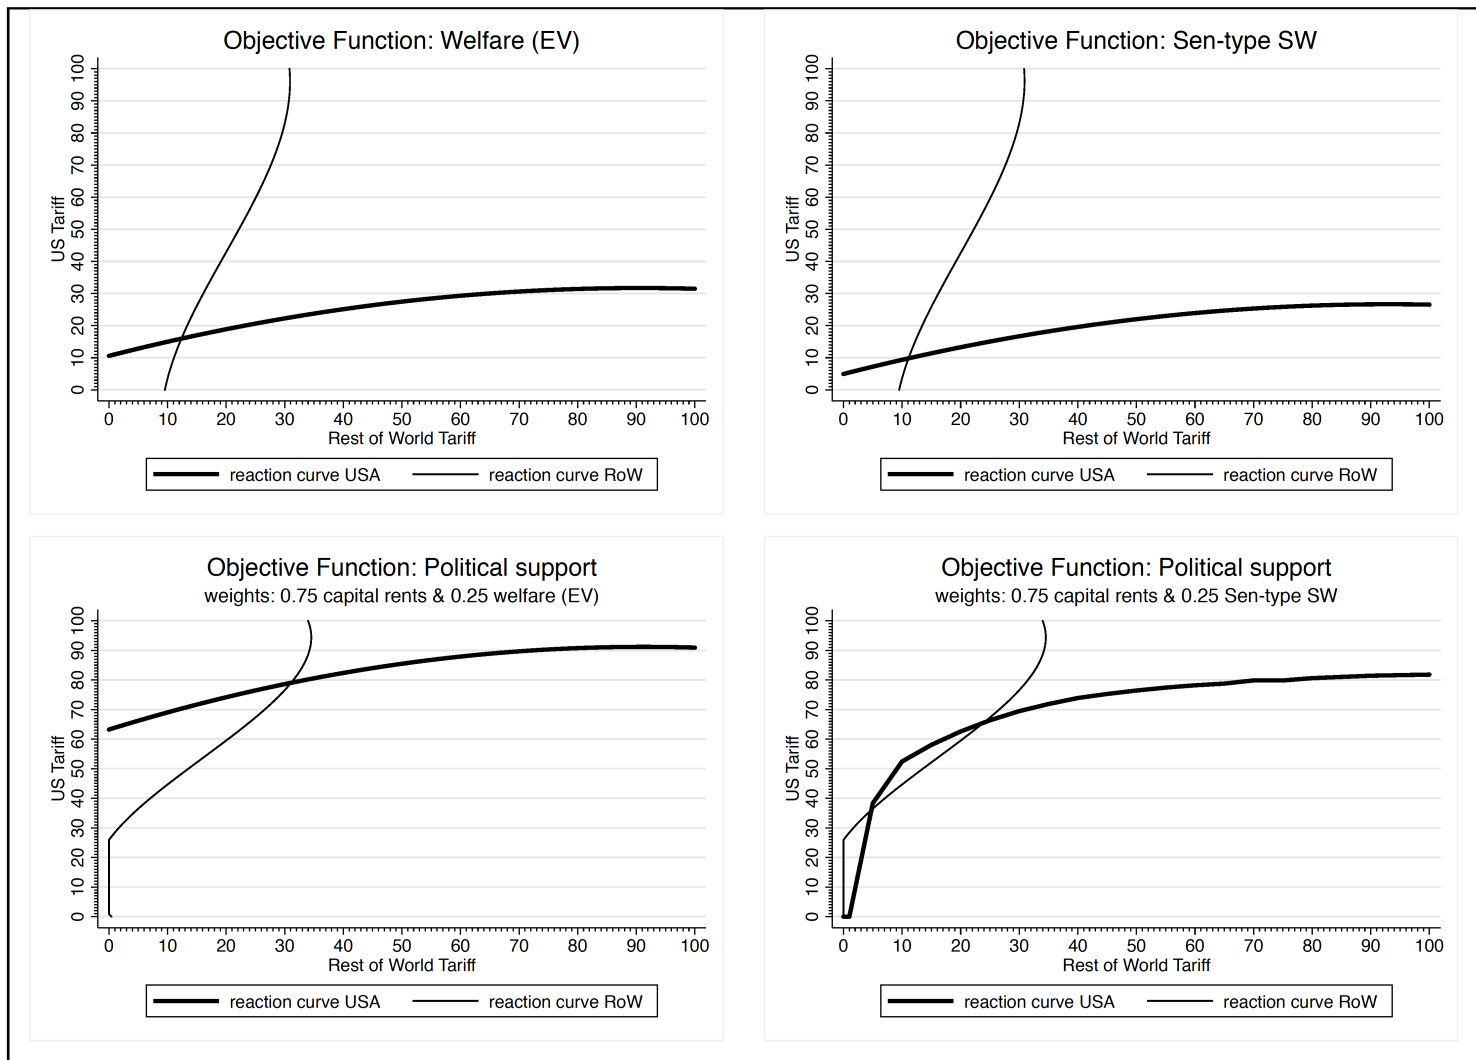 Objective Function: Welfare (EV)
US Tariff
100
90
80
70
60
50
40
30
20
10
0
0 10 20 30 40 50 60 70 80 90 100
Rest of World Tariff
reaction curve USA reaction curve RoW
Objective Function: Sen-type SW
US Tariff
100
90
80
70
60
50
40
30
20
10
0
0 10 20 30 40 50 60 70 80 90 100
Rest of World Tariff
reaction curve USA reaction curve RoW
Objective Function: Political support
weights: 0.75 capital rents & 0.25 welfare (EV)
US Tariff
100
90
80
70
60
50
40
30
20
10
0
0 10 20 30 40 50 60 70 80 90 100
Rest of World Tariff
reaction curve USA reaction curve RoW
Objective Function: Political support
weights: 0.75 capital rents & 0.25 Sen-type SW
US Tariff
100
90
80
70
60
50
40
30
20
10
0
0 10 20 30 40 50 60 70 80 90 100
Rest of World Tariff
reaction curve USA reaction curve RoW